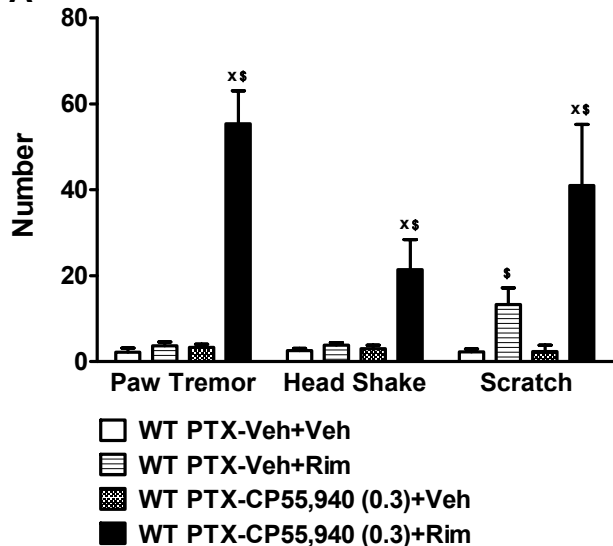 A
80
x $
60
40
20
0
Number
x $
$
x $
Paw Tremor Head Shake Scratch
WT PTX-Veh+Veh
WT PTX-Veh+Rim
WT PTX-CP55,940 (0.3)+Veh
WT PTX-CP55,940 (0.3)+Rim